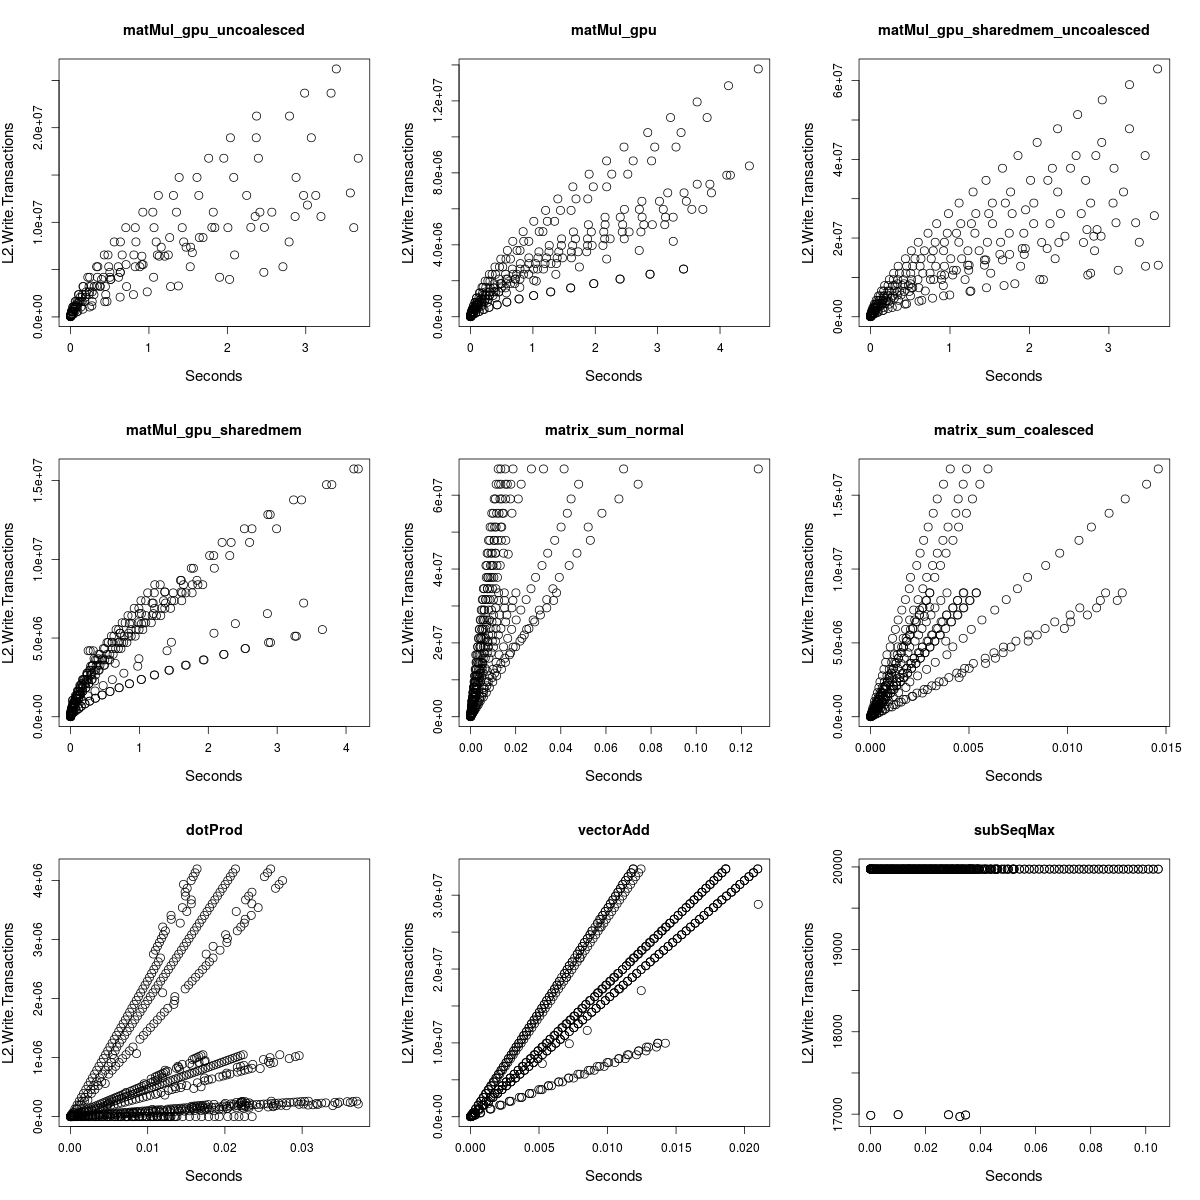 matMul_gpu_uncoalesced
L2.Write.Transactions
0.0e+00 1.0e+07 2.0e+07
0 1 2 3
Seconds
matMul_gpu
L2.Write.Transactions
0.0e+00 4.0e+06 8.0e+06 1.2e+07
0 1 2 3 4
Seconds
matMul_gpu_sharedmem_uncoalesced
L2.Write.Transactions
0e+00 2e+07 4e+07 6e+07
0 1 2 3
Seconds
matMul_gpu_sharedmem
L2.Write.Transactions
0.0e+00 5.0e+06 1.0e+07 1.5e+07
0 1 2 3 4
Seconds
matrix_sum_normal
L2.Write.Transactions
0e+00 2e+07 4e+07 6e+07
0.00 0.02 0.04 0.06 0.08 0.10 0.12
Seconds
matrix_sum_coalesced
L2.Write.Transactions
0.0e+00 5.0e+06 1.0e+07 1.5e+07
0.000 0.005 0.010 0.015
Seconds
dotProd
L2.Write.Transactions
0e+00 1e+06 2e+06 3e+06 4e+06
0.00 0.01 0.02 0.03
Seconds
vectorAdd
L2.Write.Transactions
0.0e+00 1.0e+07 2.0e+07 3.0e+07
0.000 0.005 0.010 0.015 0.020
Seconds
subSeqMax
L2.Write.Transactions
17000 18000 19000 20000
0.00 0.02 0.04 0.06 0.08 0.10
Seconds